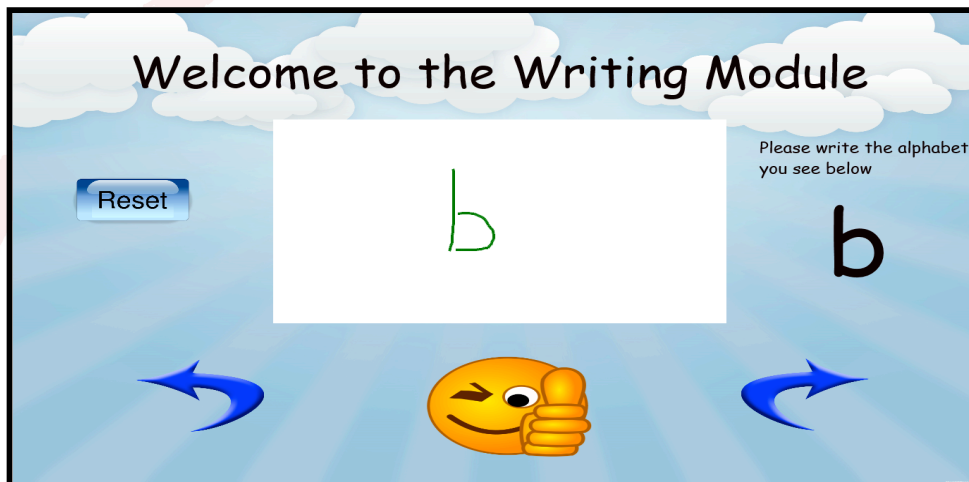 Welcome to the Writing Module
Reset
b
Please write the alphabet
you see below
b